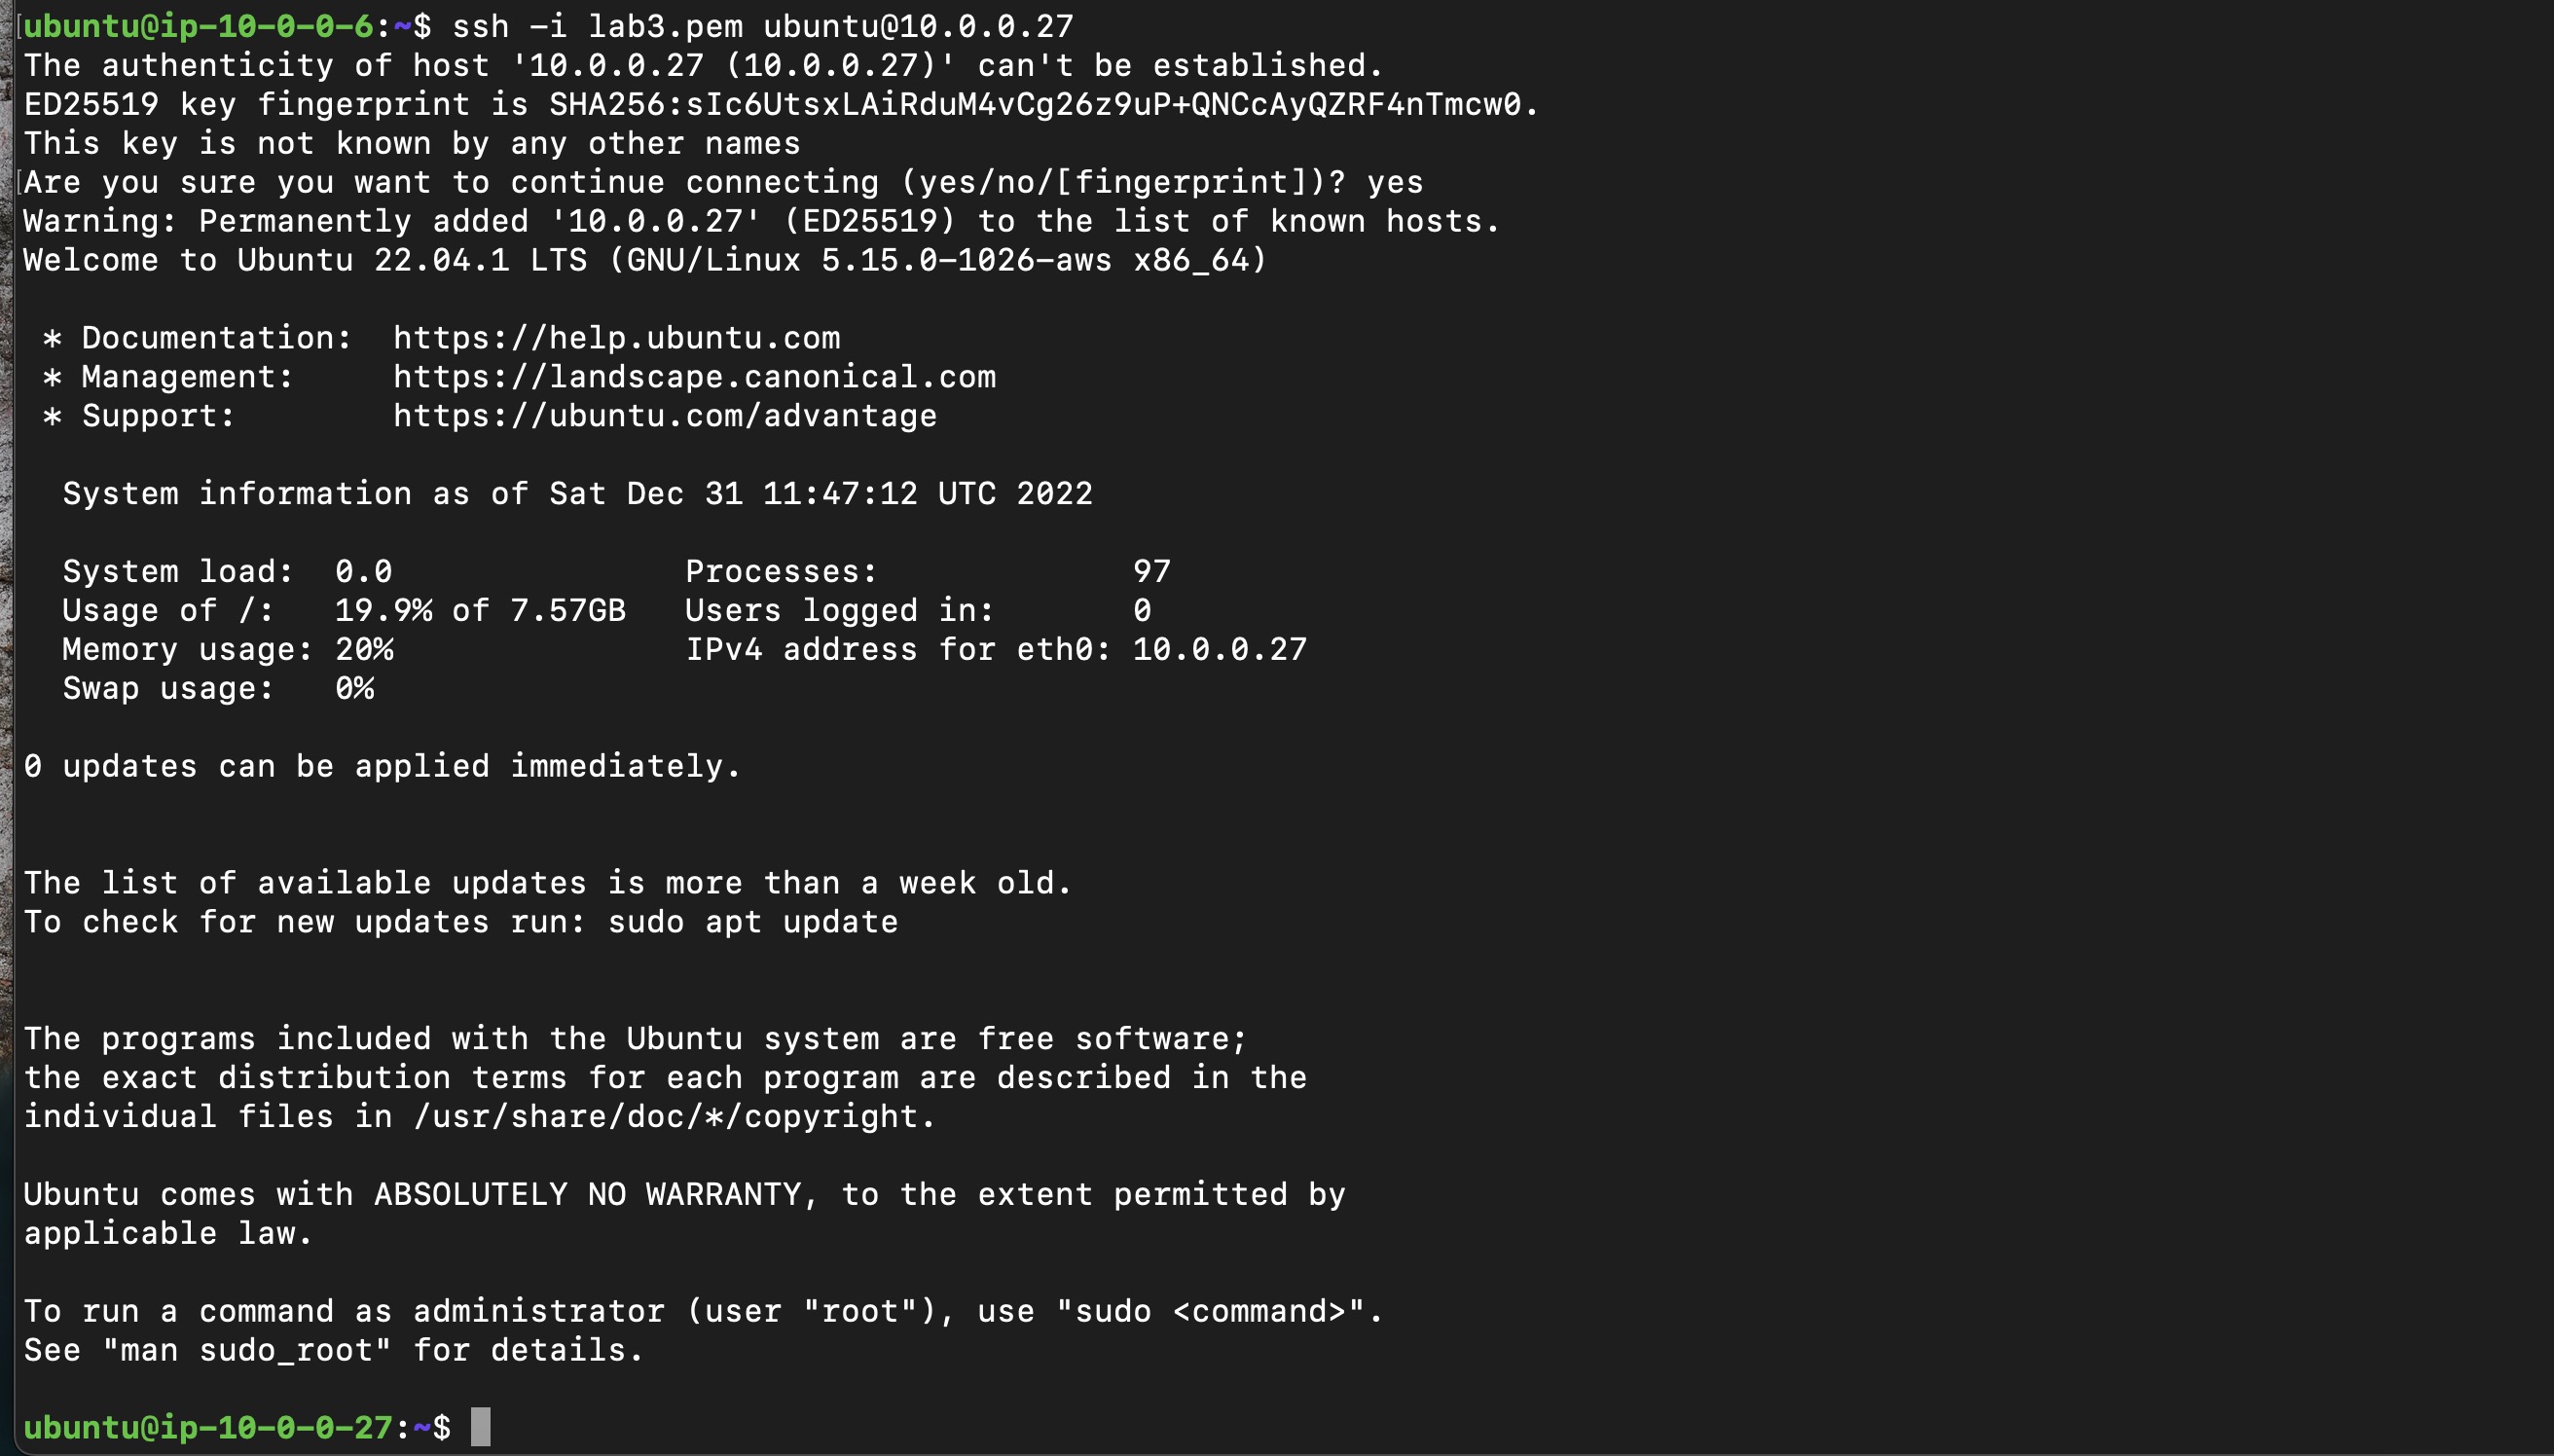 ubuntu@ip-10-0-0-6:~$ ssh -i lab3.pem ubuntu@10.0.0.27
The authenticity of host '10.0.0.27 (10.0.0.27)' can't be established.
ED25519 key fingerprint is SHA256:sIc6UtsxLAiRduM4vCg26z9uP+QNCcAyQZRF4nTmcw0.
This key is not known by any other names
Are you sure you want to continue connecting (yes/no/[fingerprint])? yes
Warning: Permanently added '10.0.0.27' (ED25519) to the list of known hosts.
Welcome to Ubuntu 22.04.1 LTS (GNU/Linux 5.15.0-1026-aws x86_64)

 * Documentation:  https://help.ubuntu.com
 * Management:     https://landscape.canonical.com
 * Support:        https://ubuntu.com/advantage

  System information as of Sat Dec 31 11:47:12 UTC 2022

  System load:  0.0               Processes:             97
  Usage of /:   19.9% of 7.57GB   Users logged in:       0
  Memory usage: 20%               IPv4 address for eth0: 10.0.0.27
  Swap usage:   0%

0 updates can be applied immediately.

The list of available updates is more than a week old.
To check for new updates run: sudo apt update

The programs included with the Ubuntu system are free software;
the exact distribution terms for each program are described in the
individual files in /usr/share/doc/*/copyright.

Ubuntu comes with ABSOLUTELY NO WARRANTY, to the extent permitted by
applicable law.

To run a command as administrator (user "root"), use "sudo <command>".
See "man sudo_root" for details.

ubuntu@ip-10-0-0-27:~$